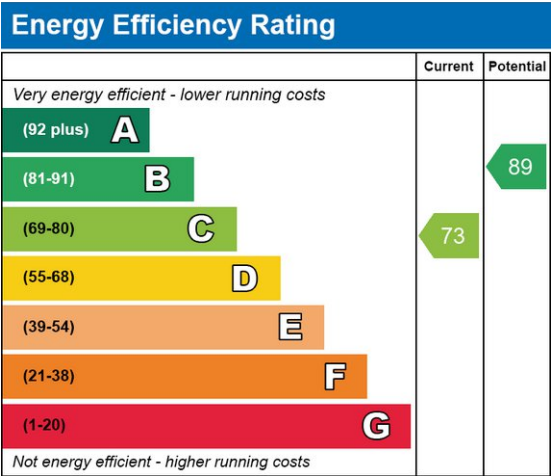 Energy Efficiency Rating
Current Potential
Very energy efficient - lower running costs
(92 plus) A
(81-91) B
89
(69-80) C
73
(55-68) D
(39-54) E
(21-38) F
(1-20) G
Not energy efficient - higher running costs